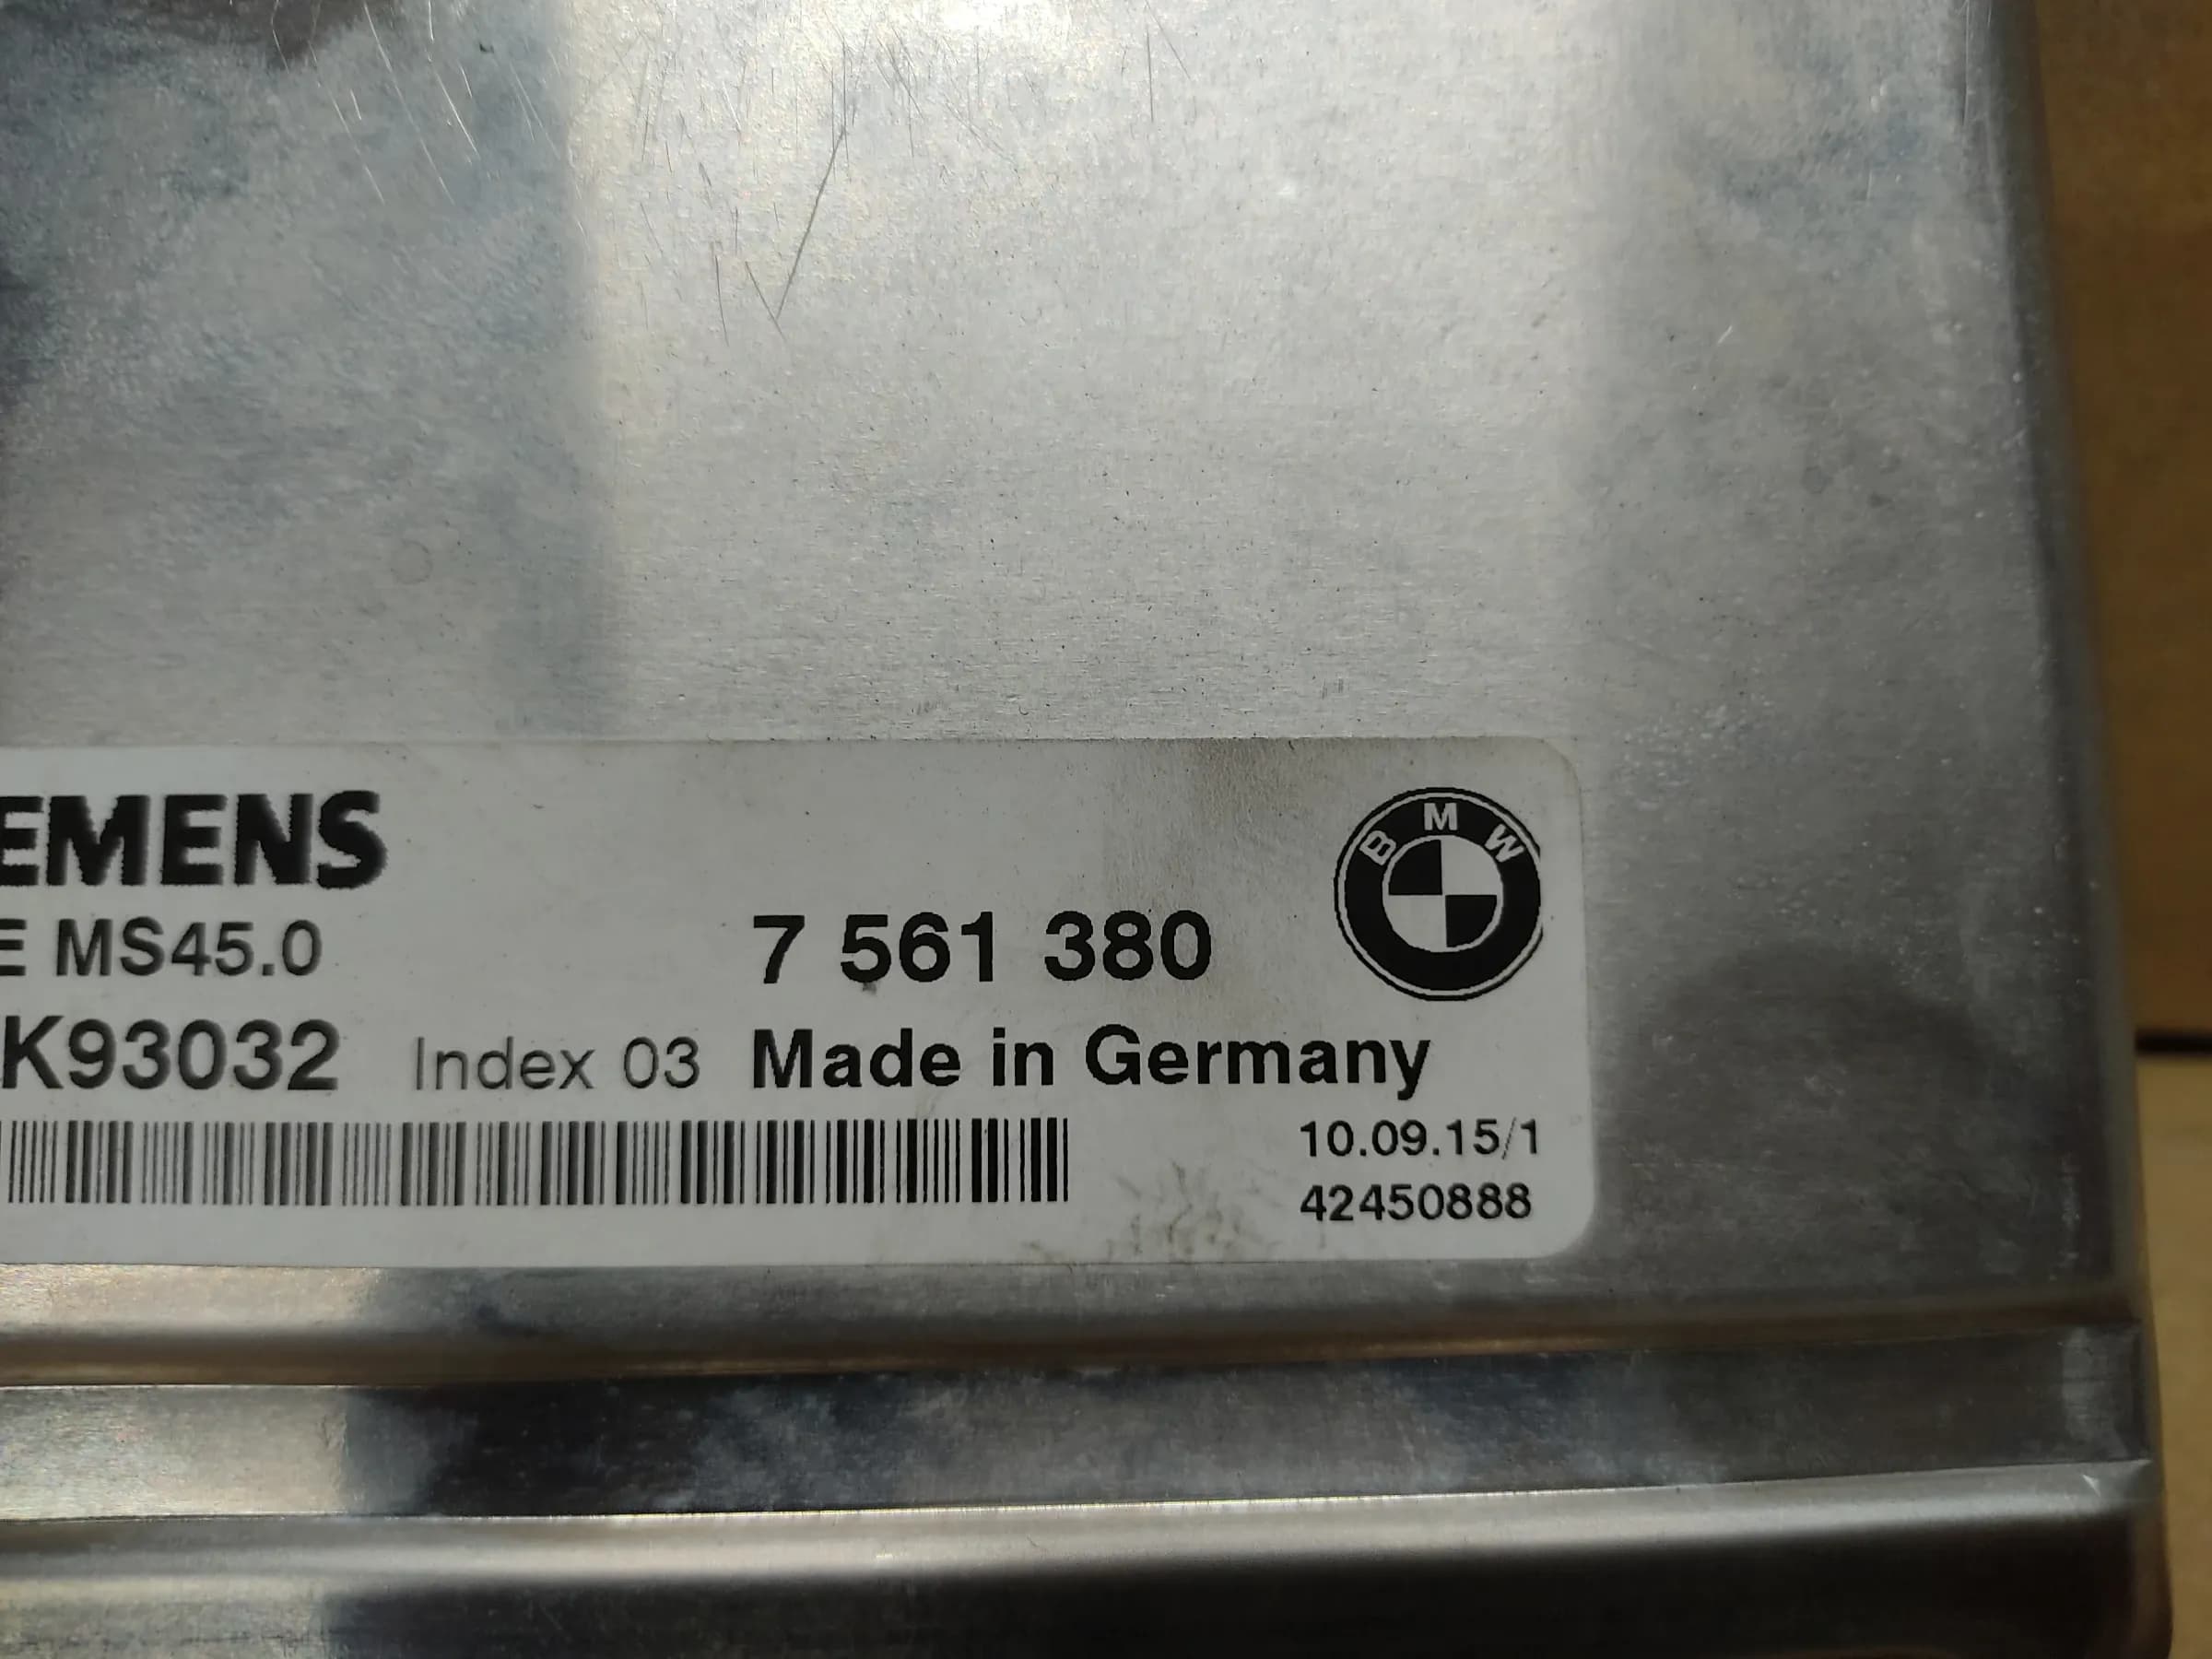 EMENS
E MS45.0
7 561 380
BMW
K93032 Index 03 Made in Germany
10.09.15/1
42450888